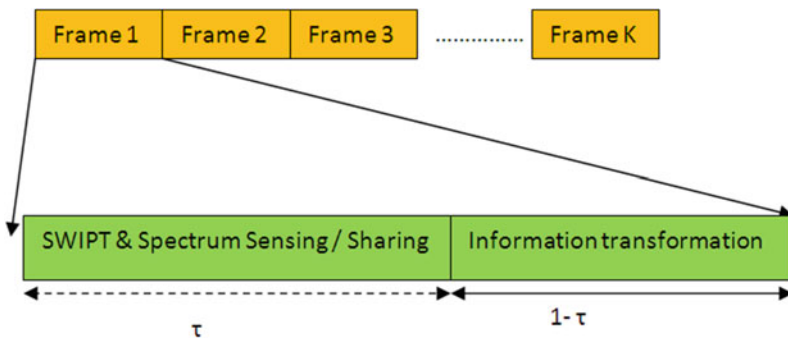 Frame 1 Frame 2 Frame 3 ............... Frame K
SWIPT & Spectrum Sensing / Sharing Information transformation
τ 1- τ